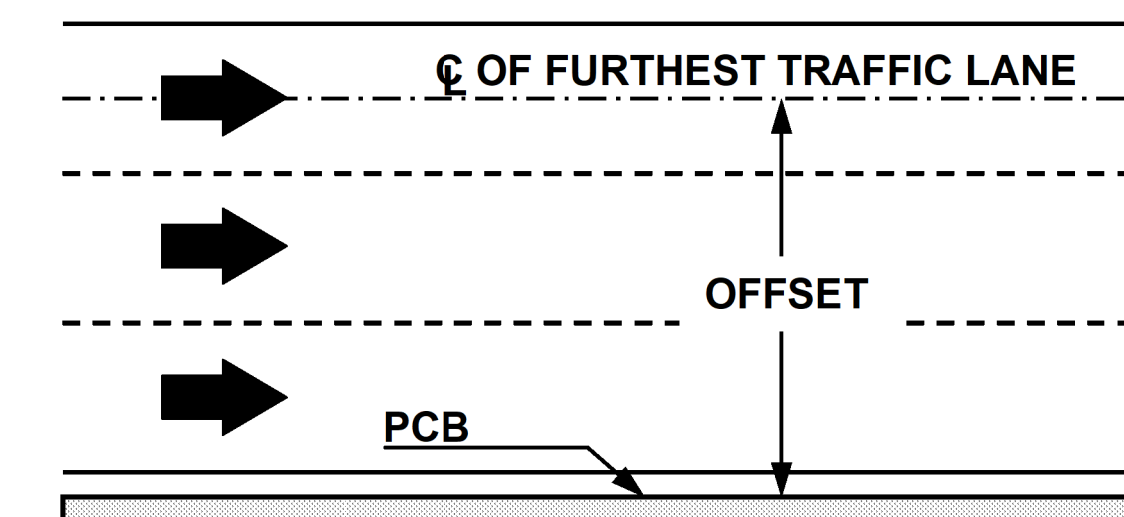 ℄ OF FURTHEST TRAFFIC LANE
OFFSET
PCB